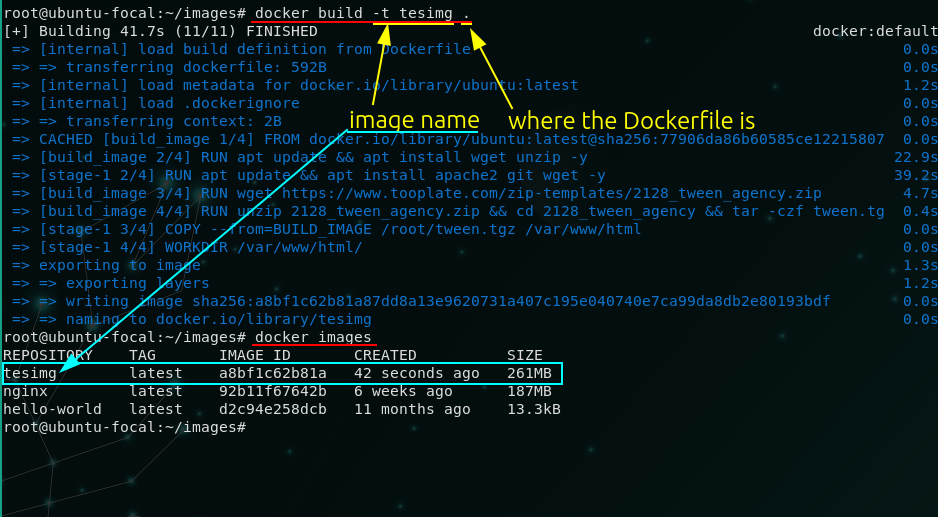 root@ubuntu-focal:~/images# docker build -t tesimg .
[+] Building 41.7s (11/11) FINISHED docker:default
=> [internal] load build definition from Dockerfile 0.0s
=> => transferring dockerfile: 592B 0.0s
=> [internal] load metadata for docker.io/library/ubuntu:latest 1.2s
=> [internal] load .dockerignore 0.0s
=> => transferring context: 2B 0.0s
image name where the Dockerfile is
=> CACHED [build_image 1/4] FROM docker.io/library/ubuntu:latest@sha256:77906da86b60585ce12215807 0.0s
=> [build_image 2/4] RUN apt update && apt install wget unzip -y 22.9s
=> [stage-1 2/4] RUN apt update && apt install apache2 git wget -y 39.2s
=> [build_image 3/4] RUN wget https://www.tooplate.com/zip-templates/2128_tween_agency.zip 4.7s
=> [build_image 4/4] RUN unzip 2128_tween_agency.zip && cd 2128_tween_agency && tar -czf tween.tg 0.4s
=> [stage-1 3/4] COPY --from=BUILD_IMAGE /root/tween.tgz /var/www/html 0.0s
=> [stage-1 4/4] WORKDIR /var/www/html/ 0.0s
=> exporting to image 1.3s
=> => exporting layers 1.2s
=> => writing image sha256:a8bf1c62b81a87dd8a13e9620731a407c195e040740e7ca99da8db2e80193bdf 0.0s
=> => naming to docker.io/library/tesimg 0.0s
root@ubuntu-focal:~/images# docker images
REPOSITORY TAG IMAGE ID CREATED SIZE
tesimg latest a8bf1c62b81a 42 seconds ago 261MB
nginx latest 92b11f67642b 6 weeks ago 187MB
hello-world latest d2c94e258dcb 11 months ago 13.3kB
root@ubuntu-focal:~/images#